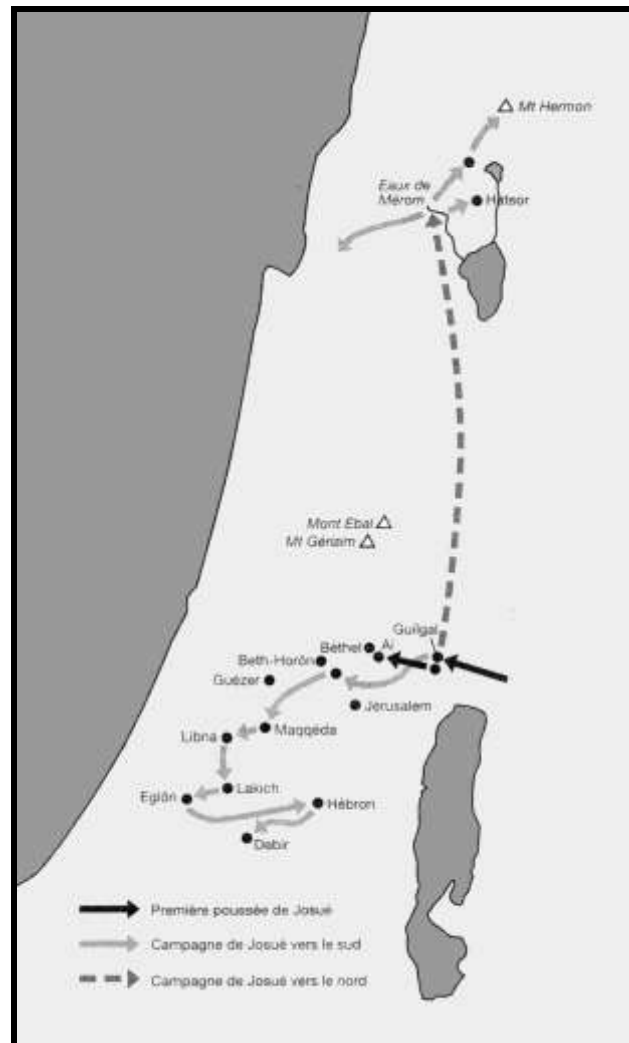 Mt Hermon
Eaux de
Mérom
Hatsor
Mont Ebal
Mt Gérizim
Guilgal
Béthel
Aï
Beth-Horôn
Guézer
Jérusalem
Maqqéda
Libna
Lakich
Eglôn
Hébron
Debir
Première poussée de Josué
Campagne de Josué vers le sud
Campagne de Josué vers le nord